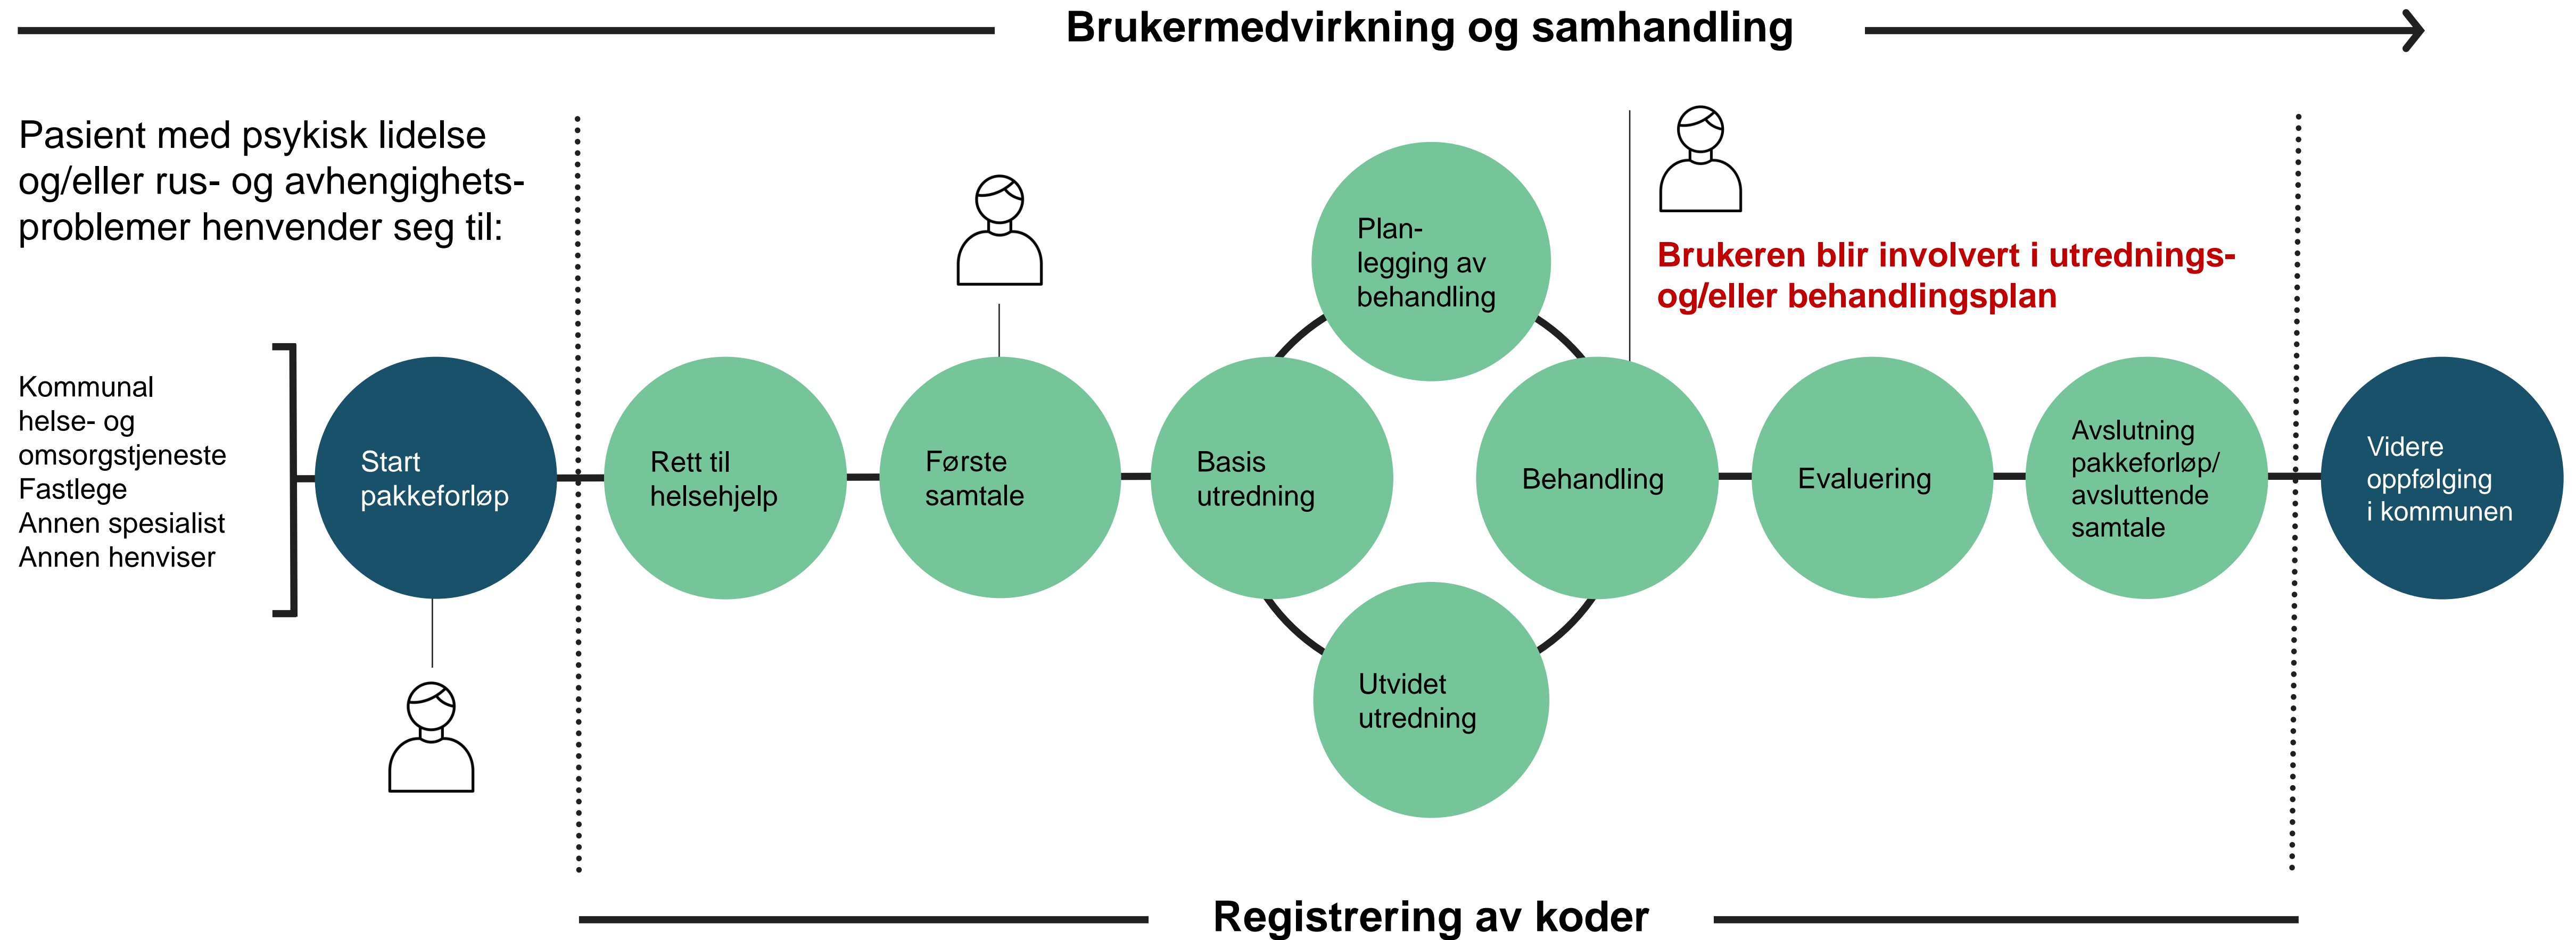 Brukermedvirkning og samhandling
Pasient med psykisk lidelse
og/eller rus- og avhengighets-
problemer henvender seg til:
Kommunal
helse- og
omsorgstjeneste
Fastlege
Annen spesialist
Annen henviser
Start
pakkeforløp
Rett til
helsehjelp
Første
samtale
Basis
utredning
Plan-
legging av
behandling
Utvidet
utredning
Brukeren blir involvert i utrednings-
og/eller behandlingsplan
Behandling
Evaluering
Avslutning
pakkeforløp/
avsluttende
samtale
Videre
oppfølging
i kommunen
Registrering av koder